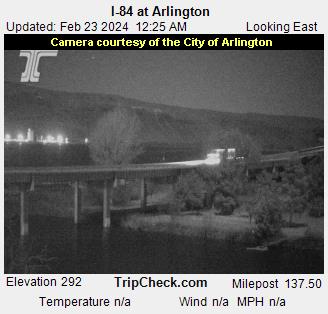 I-84 at Arlington
Updated: Feb 23 2024 12:25 AM Looking East
Camera courtesy of the City of Arlington
Elevation 292 TripCheck.com Milepost 137.50
Temperature n/a Wind n/a MPH n/a